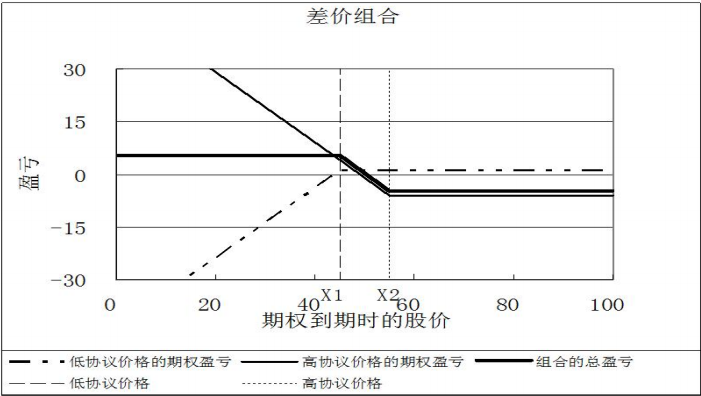 差价组合
30
15
0
-15
-30
盈亏
0 20 40 60 80 100
X1 X2
期权到期时的股价
低协议价格的期权盈亏 高协议价格的期权盈亏 组合的总盈亏
低协议价格 高协议价格